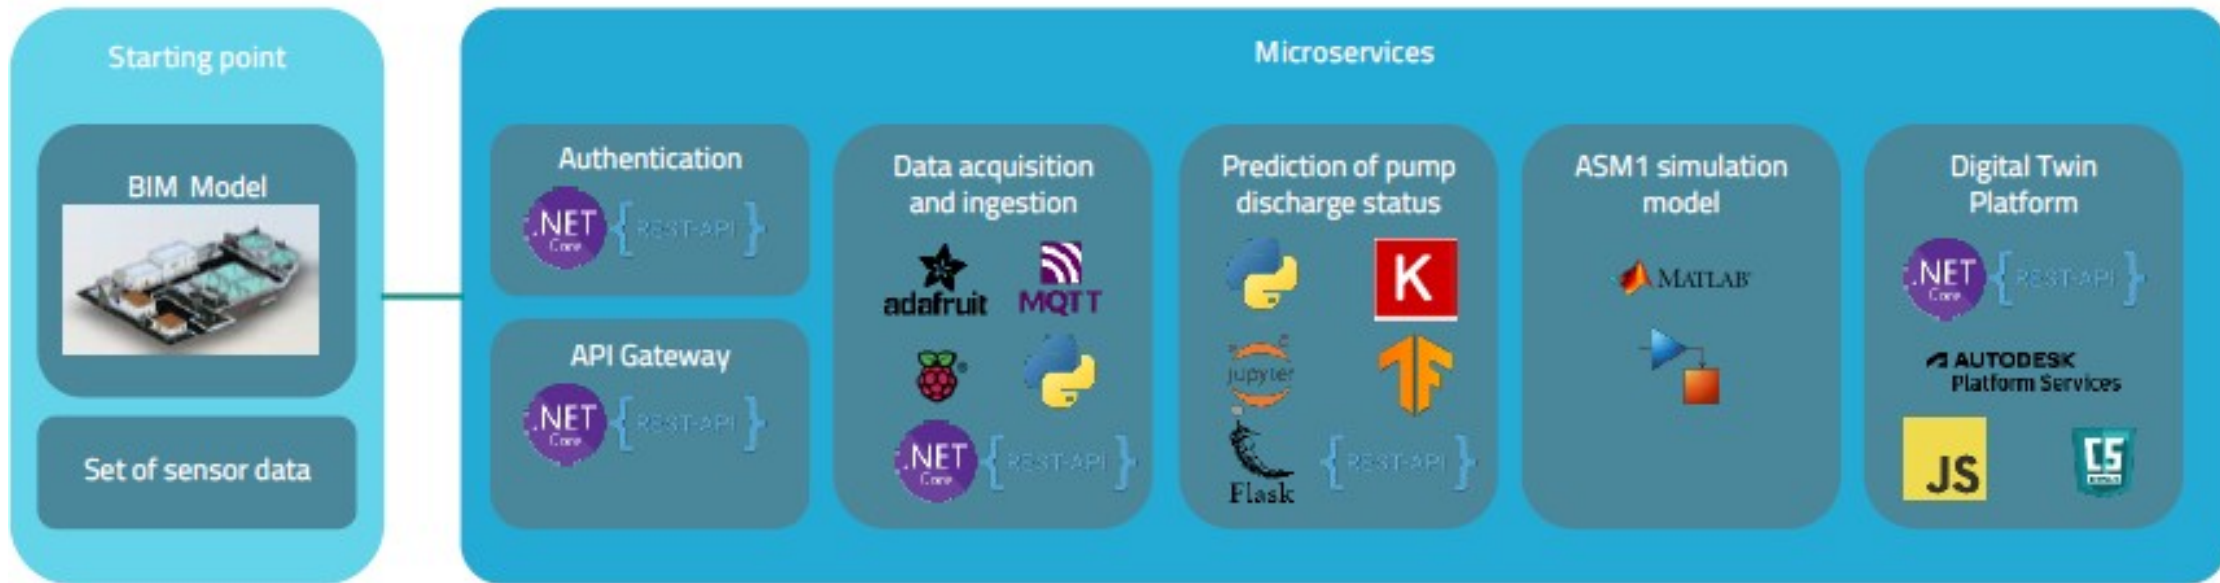 Starting point
BIM Model
Set of sensor data
Microservices
Authentication
.NET
Core
{ REST-API }
API Gateway
.NET
Core
{ REST-API }
Data acquisition
and ingestion
adafruit
MQTT
.NET
Core
{ REST-API }
Prediction of pump
discharge status
K
jupyter
TF
Flask
{ REST-API }
ASM1 simulation
model
MATLAB
Digital Twin
Platform
.NET
Core
{ REST-API }
AUTODESK
Platform Services
JS